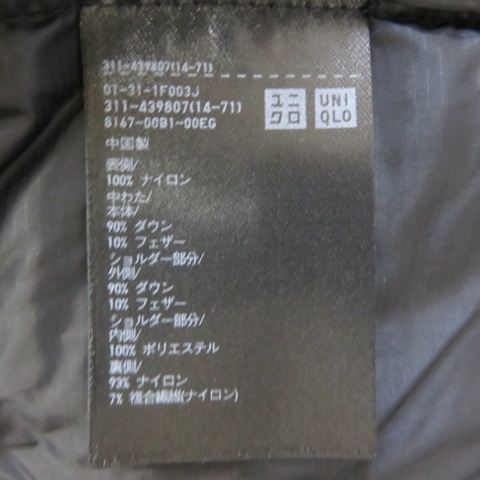 311-439807(14-71)
01-31-1F003J
311-439807(14-71)
8167-00B1-00EG
ユニクロ
UNIQLO
中国製
表側/
100% ナイロン
中わた/
本体/
90% ダウン
10% フェザー
ショルダー部分/
外側/
90% ダウン
10% フェザー
ショルダー部分/
内側/
100% ポリエステル
裏側/
93% ナイロン
7% 複合繊維(ナイロン)